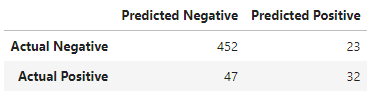 Predicted Negative Predicted Positive
Actual Negative 452 23
Actual Positive 47 32